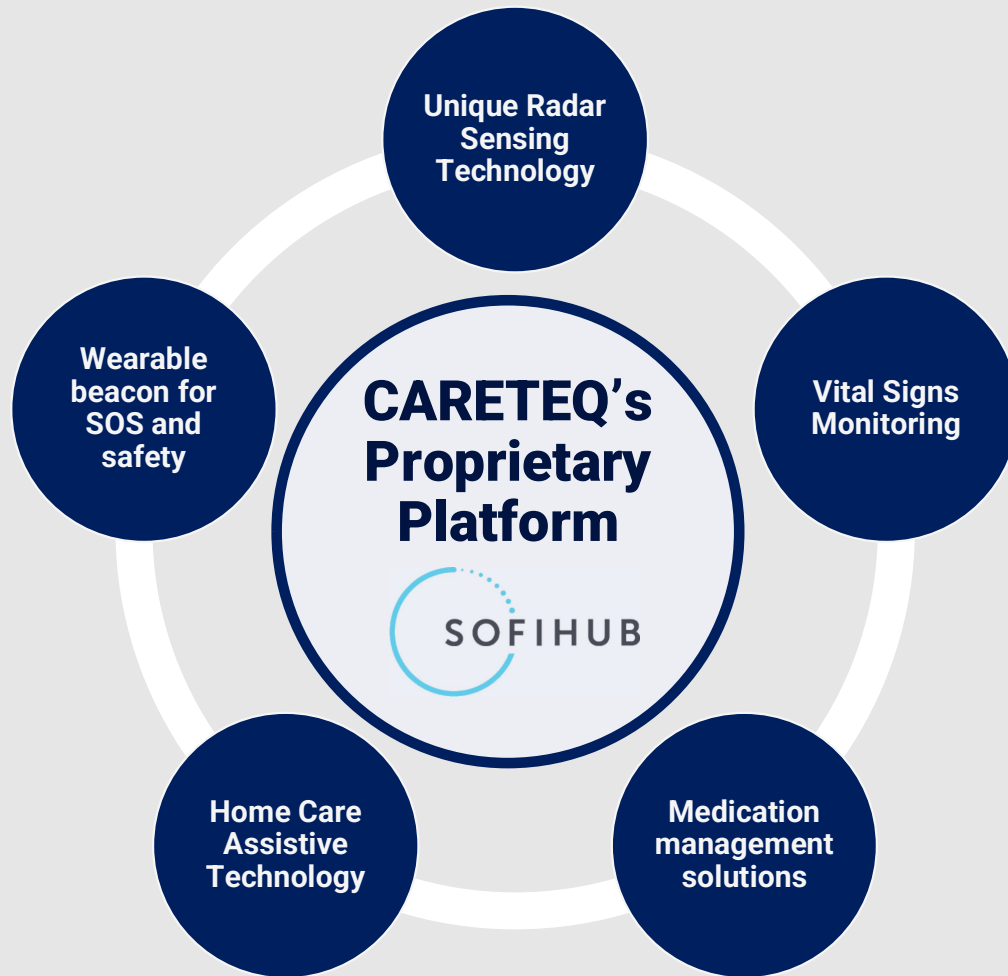 Unique Radar
Sensing
Technology
Wearable
beacon for
SOS and
safety
CARETEQ’s
Proprietary
Platform
SOFIHUB
Vital Signs
Monitoring
Home Care
Assistive
Technology
Medication
management
solutions